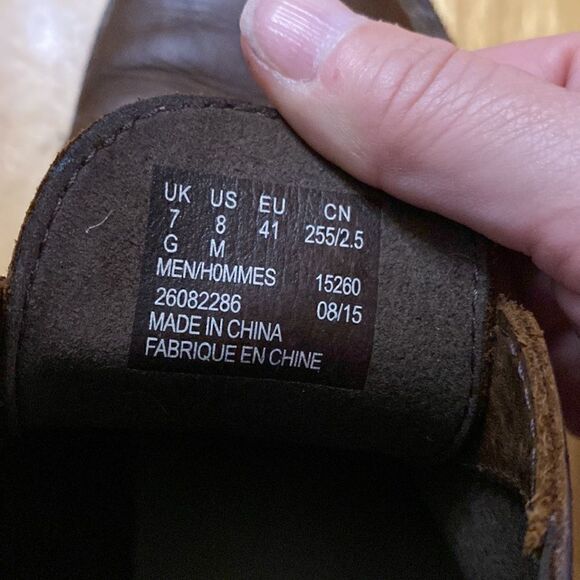 UK US EU CN
7 8 41 255/2.5
G M
MEN/HOMMES 15260
26082286 08/15
MADE IN CHINA
FABRIQUE EN CHINE